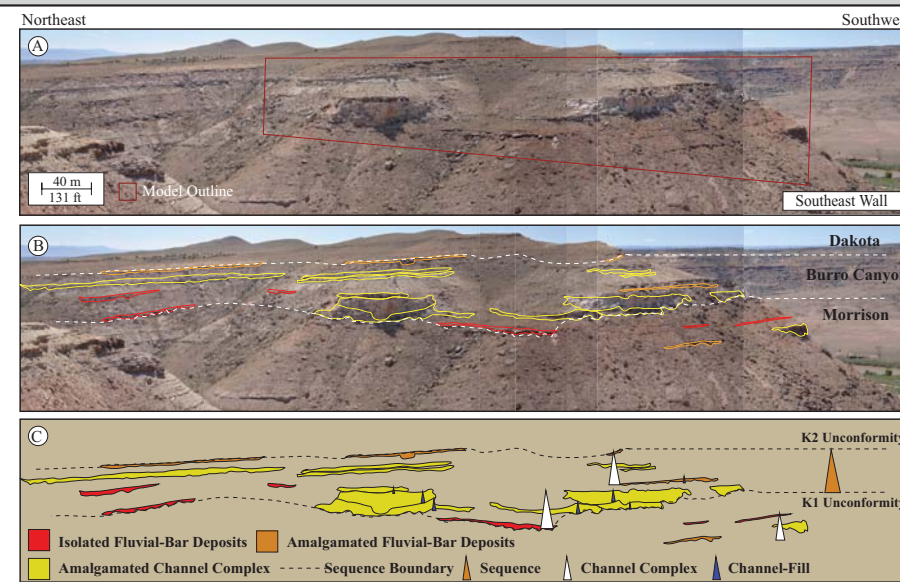 Northeast Southwe
A
40 m
131 ft
Model Outline
Southeast Wall
B
Dakota
Burro Canyo
Morrison
C
K2 Unconformity
K1 Unconformity
Isolated Fluvial-Bar Deposits Amalgamated Fluvial-Bar Deposits
Amalgamated Channel Complex Sequence Boundary Sequence Channel Complex Channel-Fill